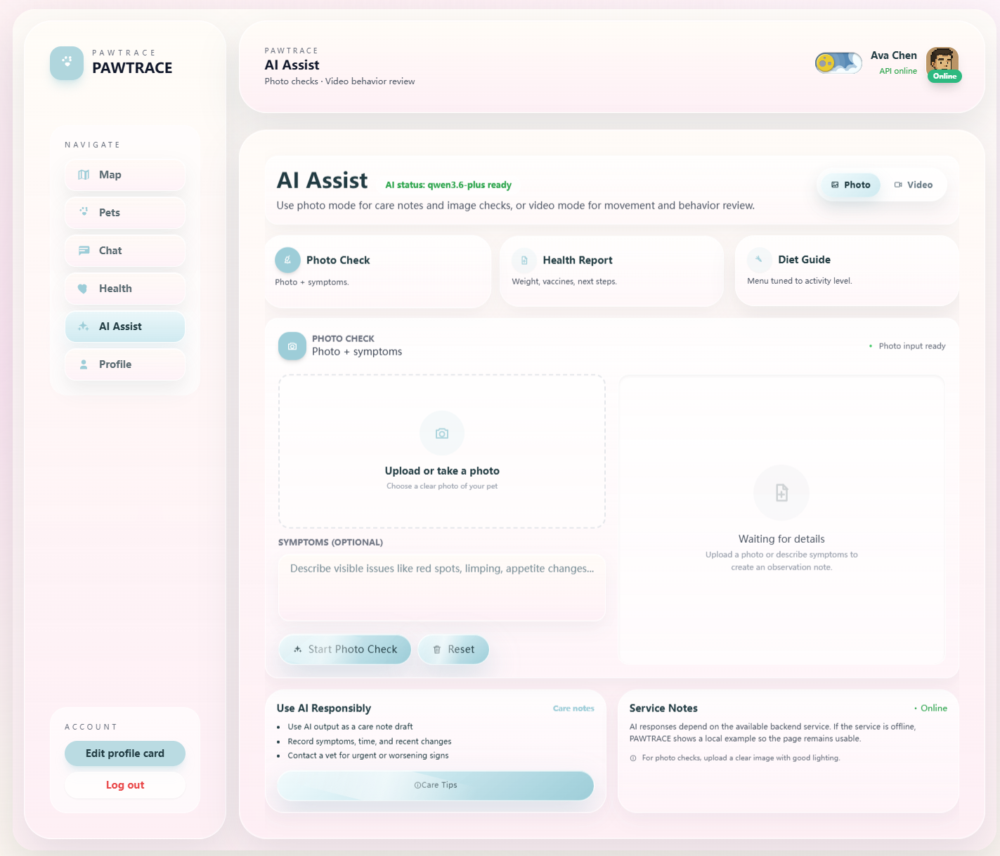 PAWTRACE
PAWTRACE
NAVIGATE
Map
Pets
Chat
Health
AI Assist
Profile
ACCOUNT
Edit profile card
Log out
PAWTRACE
AI Assist
Photo checks · Video behavior review
Ava Chen
API online
Online
AI Assist
AI status: qwen3.6-plus ready
Use photo mode for care notes and image checks, or video mode for movement and behavior review.
Photo
Video
Photo Check
Photo + symptoms.
Health Report
Weight, vaccines, next steps.
Diet Guide
Menu tuned to activity level.
PHOTO CHECK
Photo + symptoms
• Photo input ready
Upload or take a photo
Choose a clear photo of your pet
SYMPTOMS (OPTIONAL)
Describe visible issues like red spots, limping, appetite changes...
Start Photo Check
Reset
Waiting for details
Upload a photo or describe symptoms to
create an observation note.
Use AI Responsibly
Care notes
• Use AI output as a care note draft
• Record symptoms, time, and recent changes
• Contact a vet for urgent or worsening signs
Care Tips
Service Notes
• Online
AI responses depend on the available backend service. If the service is offline,
PAWTRACE shows a local example so the page remains usable.
For photo checks, upload a clear image with good lighting.